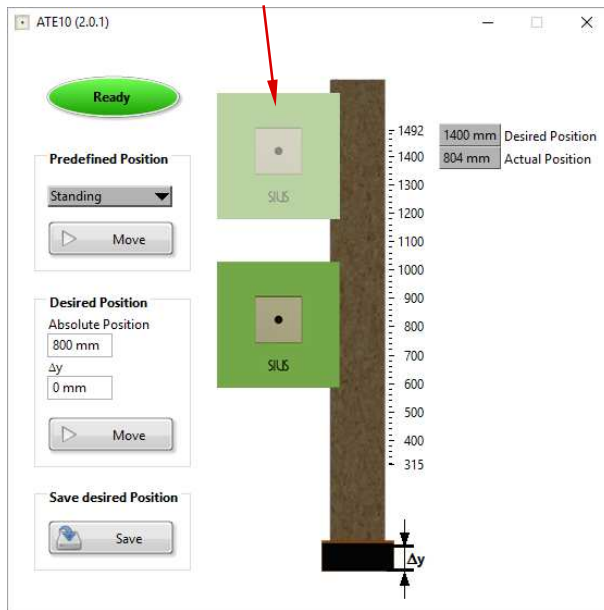 ATE10 (2.0.1)
Ready
Predefined Position
Standing
Move
Desired Position
Absolute Position
800 mm
Δy
0 mm
Move
Save desired Position
Save
SIUS
SIUS
1492
1400
1300
1200
1100
1000
900
800
700
600
500
400
315
1400 mm Desired Position
804 mm Actual Position
Δy